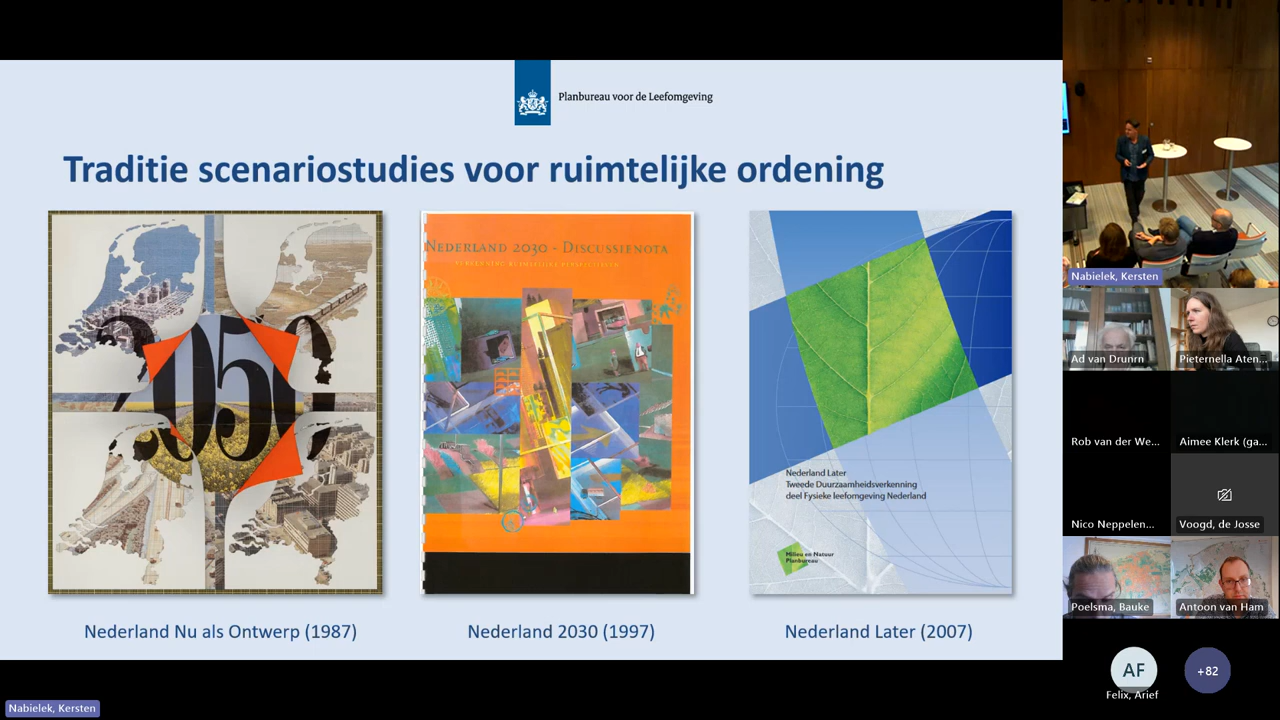 Planbureau voor de Leefomgeving
Traditie scenariostudies voor ruimtelijke ordening
2050
NEDERLAND 2030 - DISCUSSIENOTA
Nederland Later
Tweede Duurzaamheidsverkenning
deel Fysieke leefomgeving Nederland
Milieu en Natuur
Planbureau
Nederland Nu als Ontwerp (1987)
Nederland 2030 (1997)
Nederland Later (2007)
Nabielek, Kersten
Nabielek, Kersten
Ad van Drunrn
Pieternella Aten...
Rob van der We...
Aimee Klerk (ga...
Nico Neppelen...
Voogd, de Josse
Poelsma, Bauke
Antoon van Ham
AF
Felix, Arief
+82